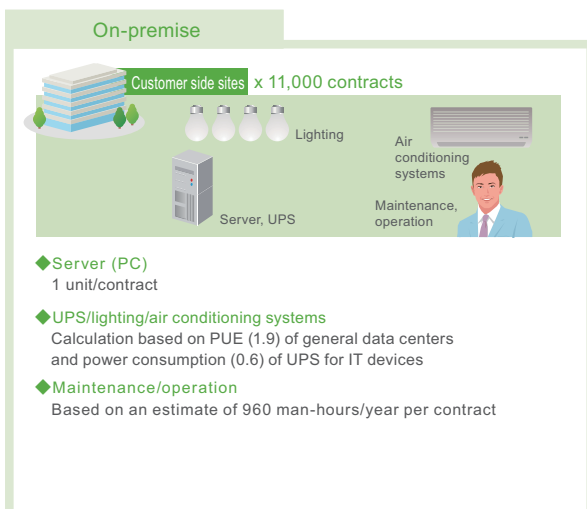 On-premise
Customer side sites x 11,000 contracts
Lighting
Air
conditioning
systems
Server, UPS
Maintenance,
operation
◆Server (PC)
1 unit/contract
◆UPS/lighting/air conditioning systems
Calculation based on PUE (1.9) of general data centers
and power consumption (0.6) of UPS for IT devices
◆Maintenance/operation
Based on an estimate of 960 man-hours/year per contract